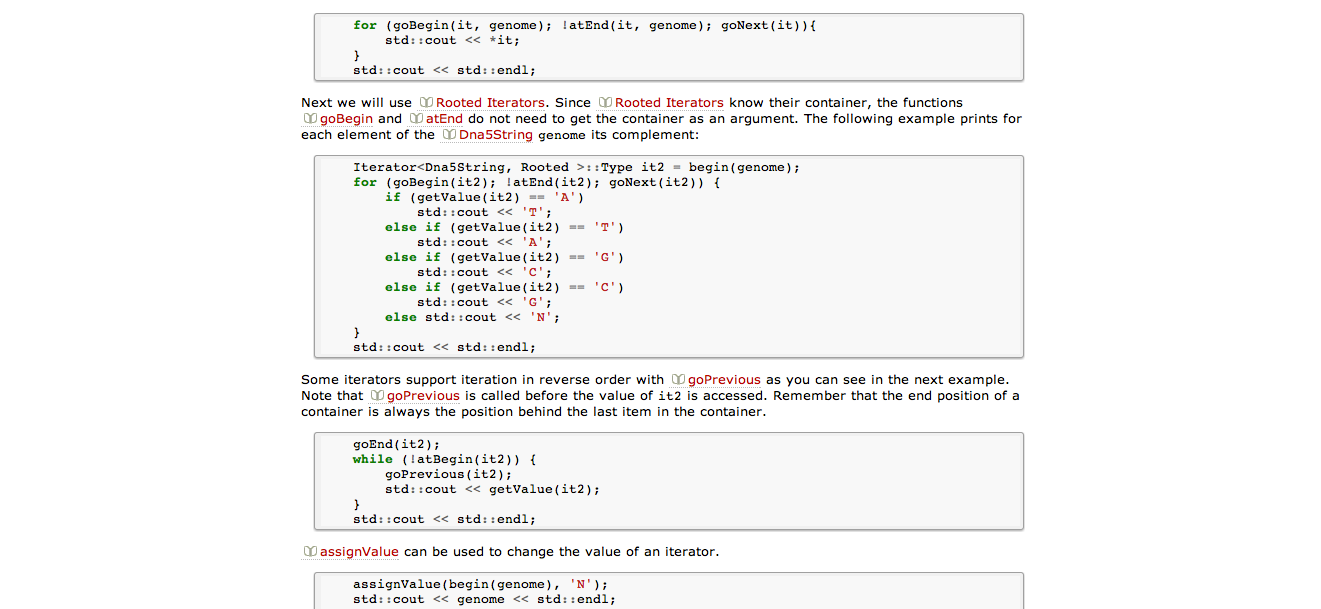 for (goBegin(it, genome); !atEnd(it, genome); goNext(it)){
std::cout << *it;
}
std::cout << std::endl;
Next we will use Rooted Iterators. Since Rooted Iterators know their container, the functions
goBegin and atEnd do not need to get the container as an argument. The following example prints for
each element of the Dna5String genome its complement:
Iterator<Dna5String, Rooted >::Type it2 = begin(genome);
for (goBegin(it2); !atEnd(it2); goNext(it2)) {
if (getValue(it2) == 'A')
std::cout << 'T';
else if (getValue(it2) == 'T')
std::cout << 'A';
else if (getValue(it2) == 'G')
std::cout << 'C';
else if (getValue(it2) == 'C')
std::cout << 'G';
else std::cout << 'N';
}
std::cout << std::endl;
Some iterators support iteration in reverse order with goPrevious as you can see in the next example.
Note that goPrevious is called before the value of it2 is accessed. Remember that the end position of a
container is always the position behind the last item in the container.
goEnd(it2);
while (!atBegin(it2)) {
goPrevious(it2);
std::cout << getValue(it2);
}
std::cout << std::endl;
assignValue can be used to change the value of an iterator.
assignValue(begin(genome), 'N');
std::cout << genome << std::endl;